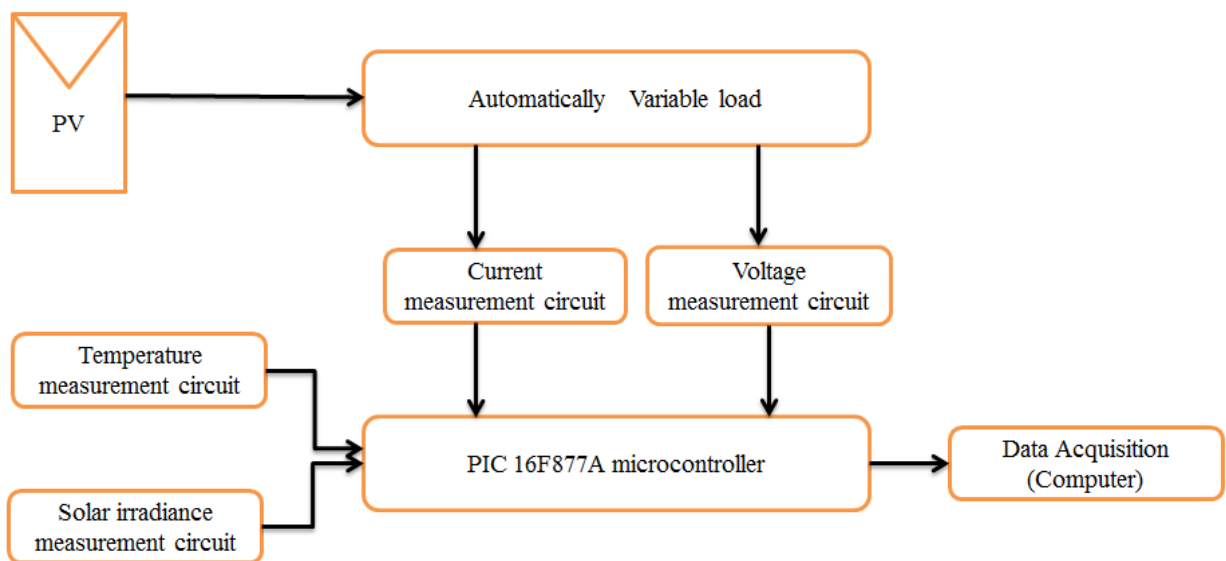 PV
Automatically Variable load
Current
measurement circuit
Voltage
measurement circuit
Temperature
measurement circuit
Solar irradiance
measurement circuit
PIC 16F877A microcontroller
Data Acquisition
(Computer)